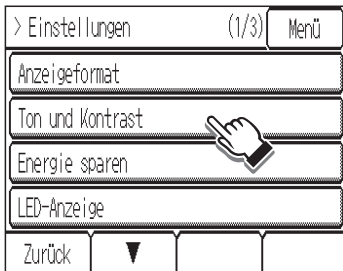 > Einstellungen (1/3) Menü
Anzeigeformat
Ton und Kontrast
Energie sparen
LED-Anzeige
Zurück ▼